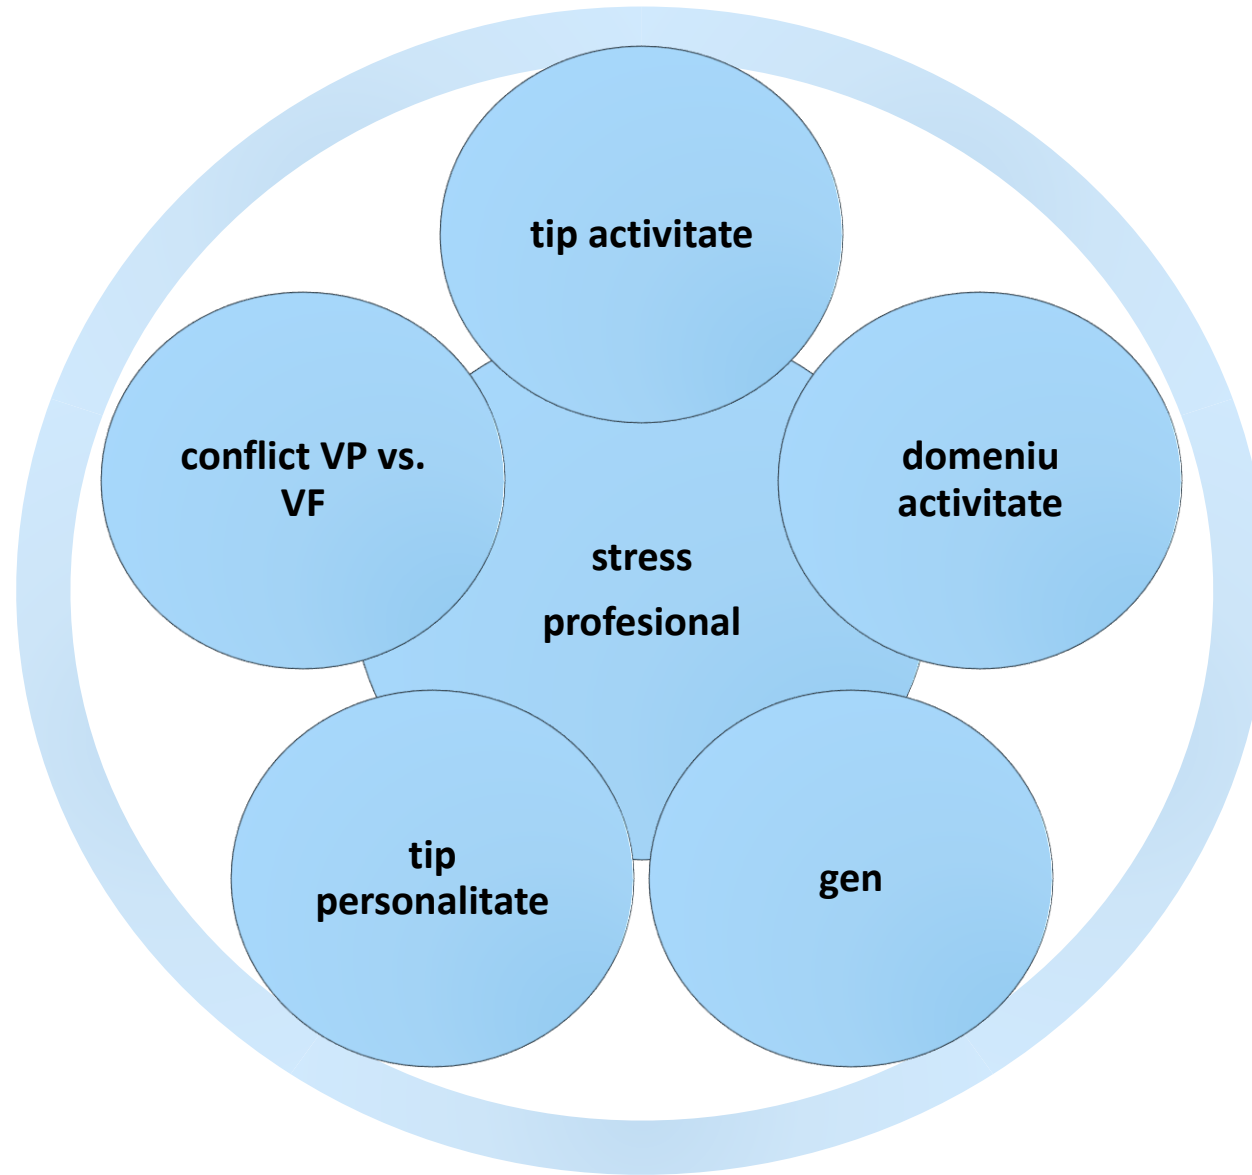 tip activitate
domeniu
activitate
gen
tip
personalitate
conflict VP vs.
VF
stress
profesional